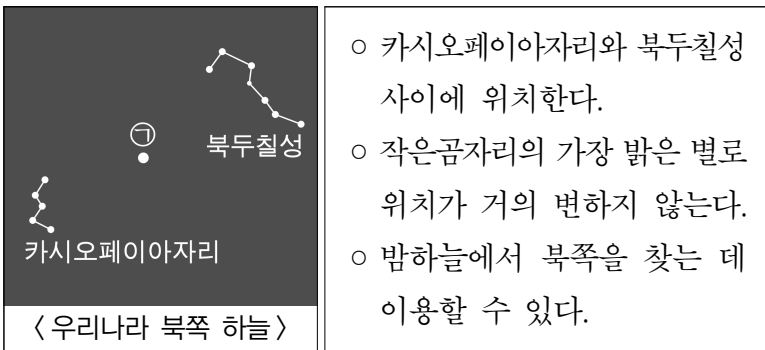 ㉠
북두칠성
카시오페이아자리
〈우리나라 북쪽 하늘〉
○ 카시오페이아자리와 북두칠성
사이에 위치한다.
○ 작은곰자리의 가장 밝은 별로
위치가 거의 변하지 않는다.
○ 밤하늘에서 북쪽을 찾는 데
이용할 수 있다.